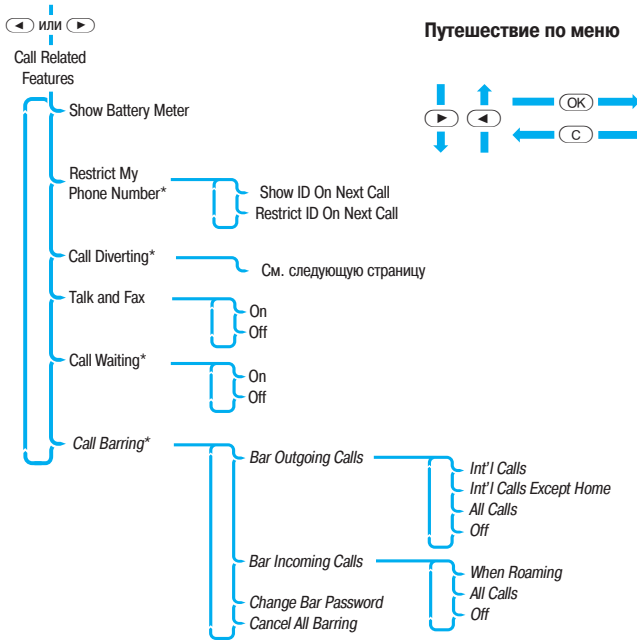 ◄ или ►
Путешествие по меню
Call Related
Features
Show Battery Meter
► ◄ OK
C
Restrict My
Phone Number*
Show ID On Next Call
Restrict ID On Next Call
Call Diverting*
См. следующую страницу
Talk and Fax
On
Off
Call Waiting*
On
Off
Call Barring*
Bar Outgoing Calls
Int'l Calls
Int'l Calls Except Home
All Calls
Off
Bar Incoming Calls
When Roaming
All Calls
Off
Change Bar Password
Cancel All Barring